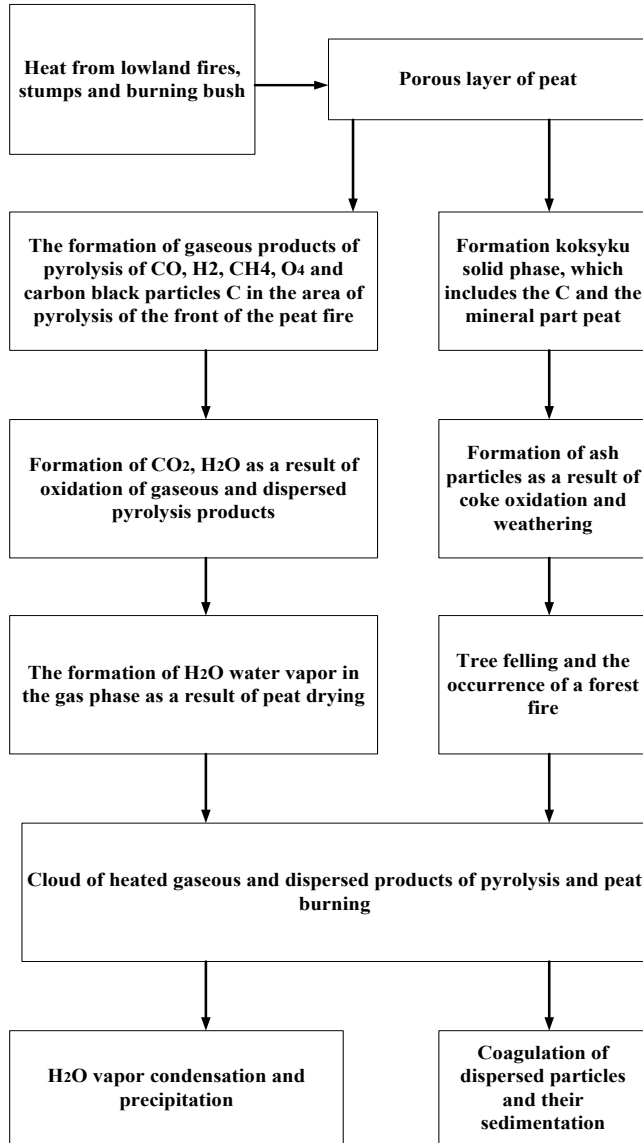 Heat from lowland fires,
stumps and burning bush
Porous layer of peat
The formation of gaseous products of
pyrolysis of CO, H2, CH4, O4 and
carbon black particles C in the area of
pyrolysis of the front of the peat fire
Formation koksyku
solid phase, which
includes the C and the
mineral part peat
Formation of CO2, H2O as a result of
oxidation of gaseous and dispersed
pyrolysis products
Formation of ash
particles as a result of
coke oxidation and
weathering
The formation of H2O water vapor in
the gas phase as a result of peat drying
Tree felling and the
occurrence of a forest
fire
Cloud of heated gaseous and dispersed products of pyrolysis and peat
burning
H2O vapor condensation and
precipitation
Coagulation of
dispersed particles
and their
sedimentation